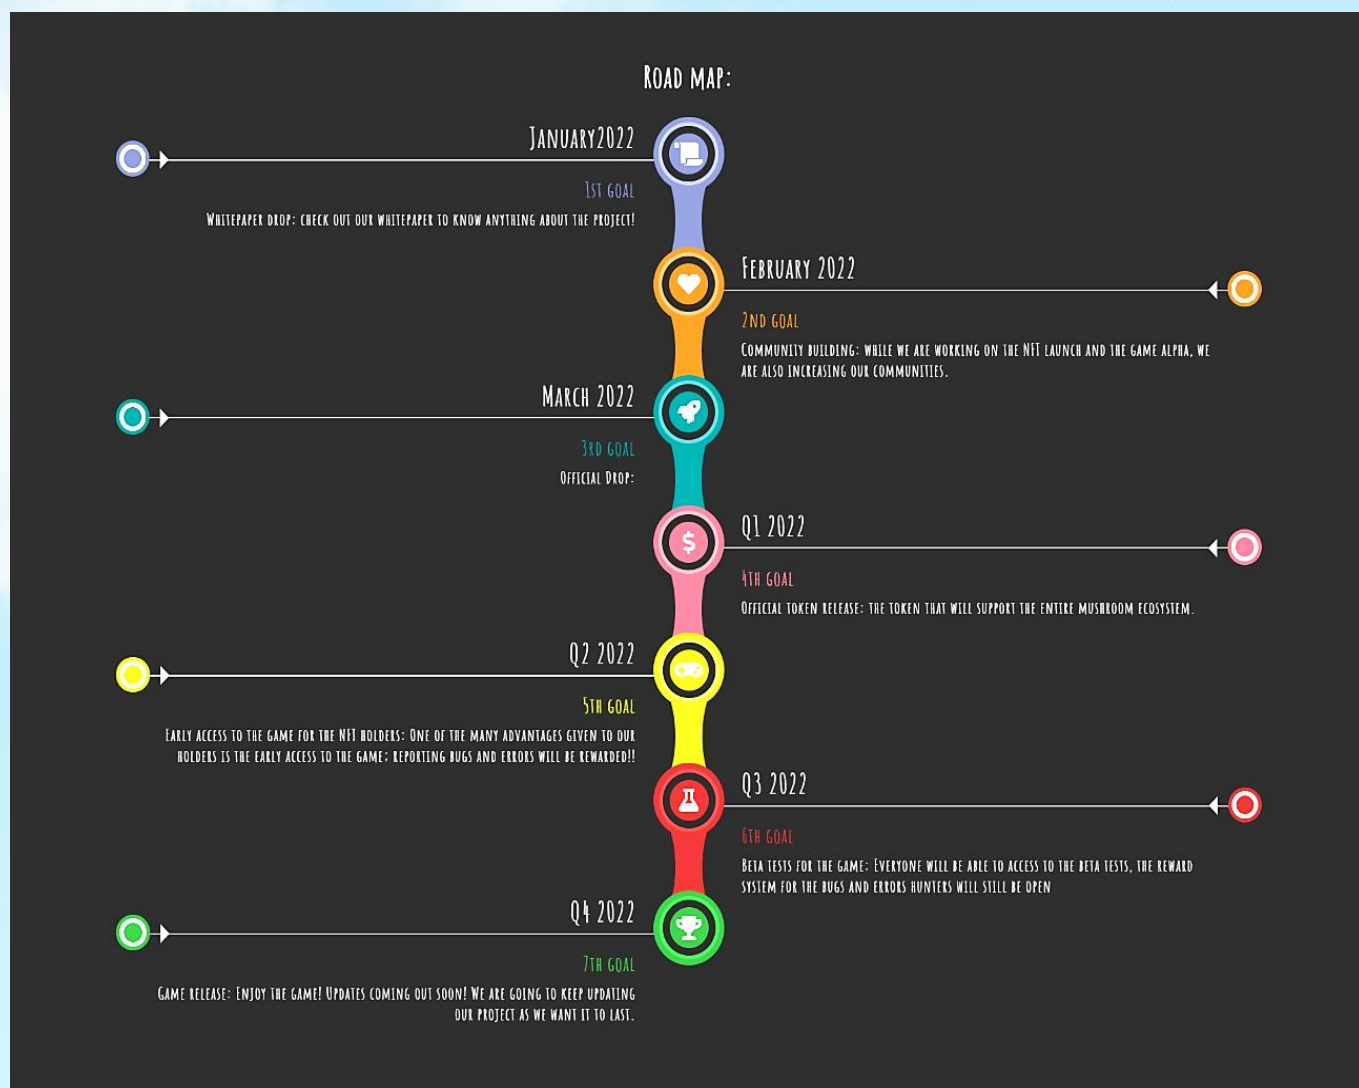 Road map:
January2022
1st goal
Whitepaper drop: check out our whitepaper to know anything about the project!
February 2022
2nd goal
Community building: while we are working on the NFT launch and the game alpha, we
are also increasing our communities.
March 2022
3rd goal
Official Drop:
Q1 2022
4th goal
Official token release: the token that will support the entire mushroom ecosystem.
Q2 2022
5th goal
Early access to the game for the NFT holders: One of the many advantages given to our
holders is the early access to the game; reporting bugs and errors will be rewarded!!
Q3 2022
6th goal
Beta tests for the game: Everyone will be able to access to the beta tests, the reward
system for the bugs and errors hunters will still be open
Q4 2022
7th goal
Game release: Enjoy the game! Updates coming out soon! We are going to keep updating
our project as we want it to last.